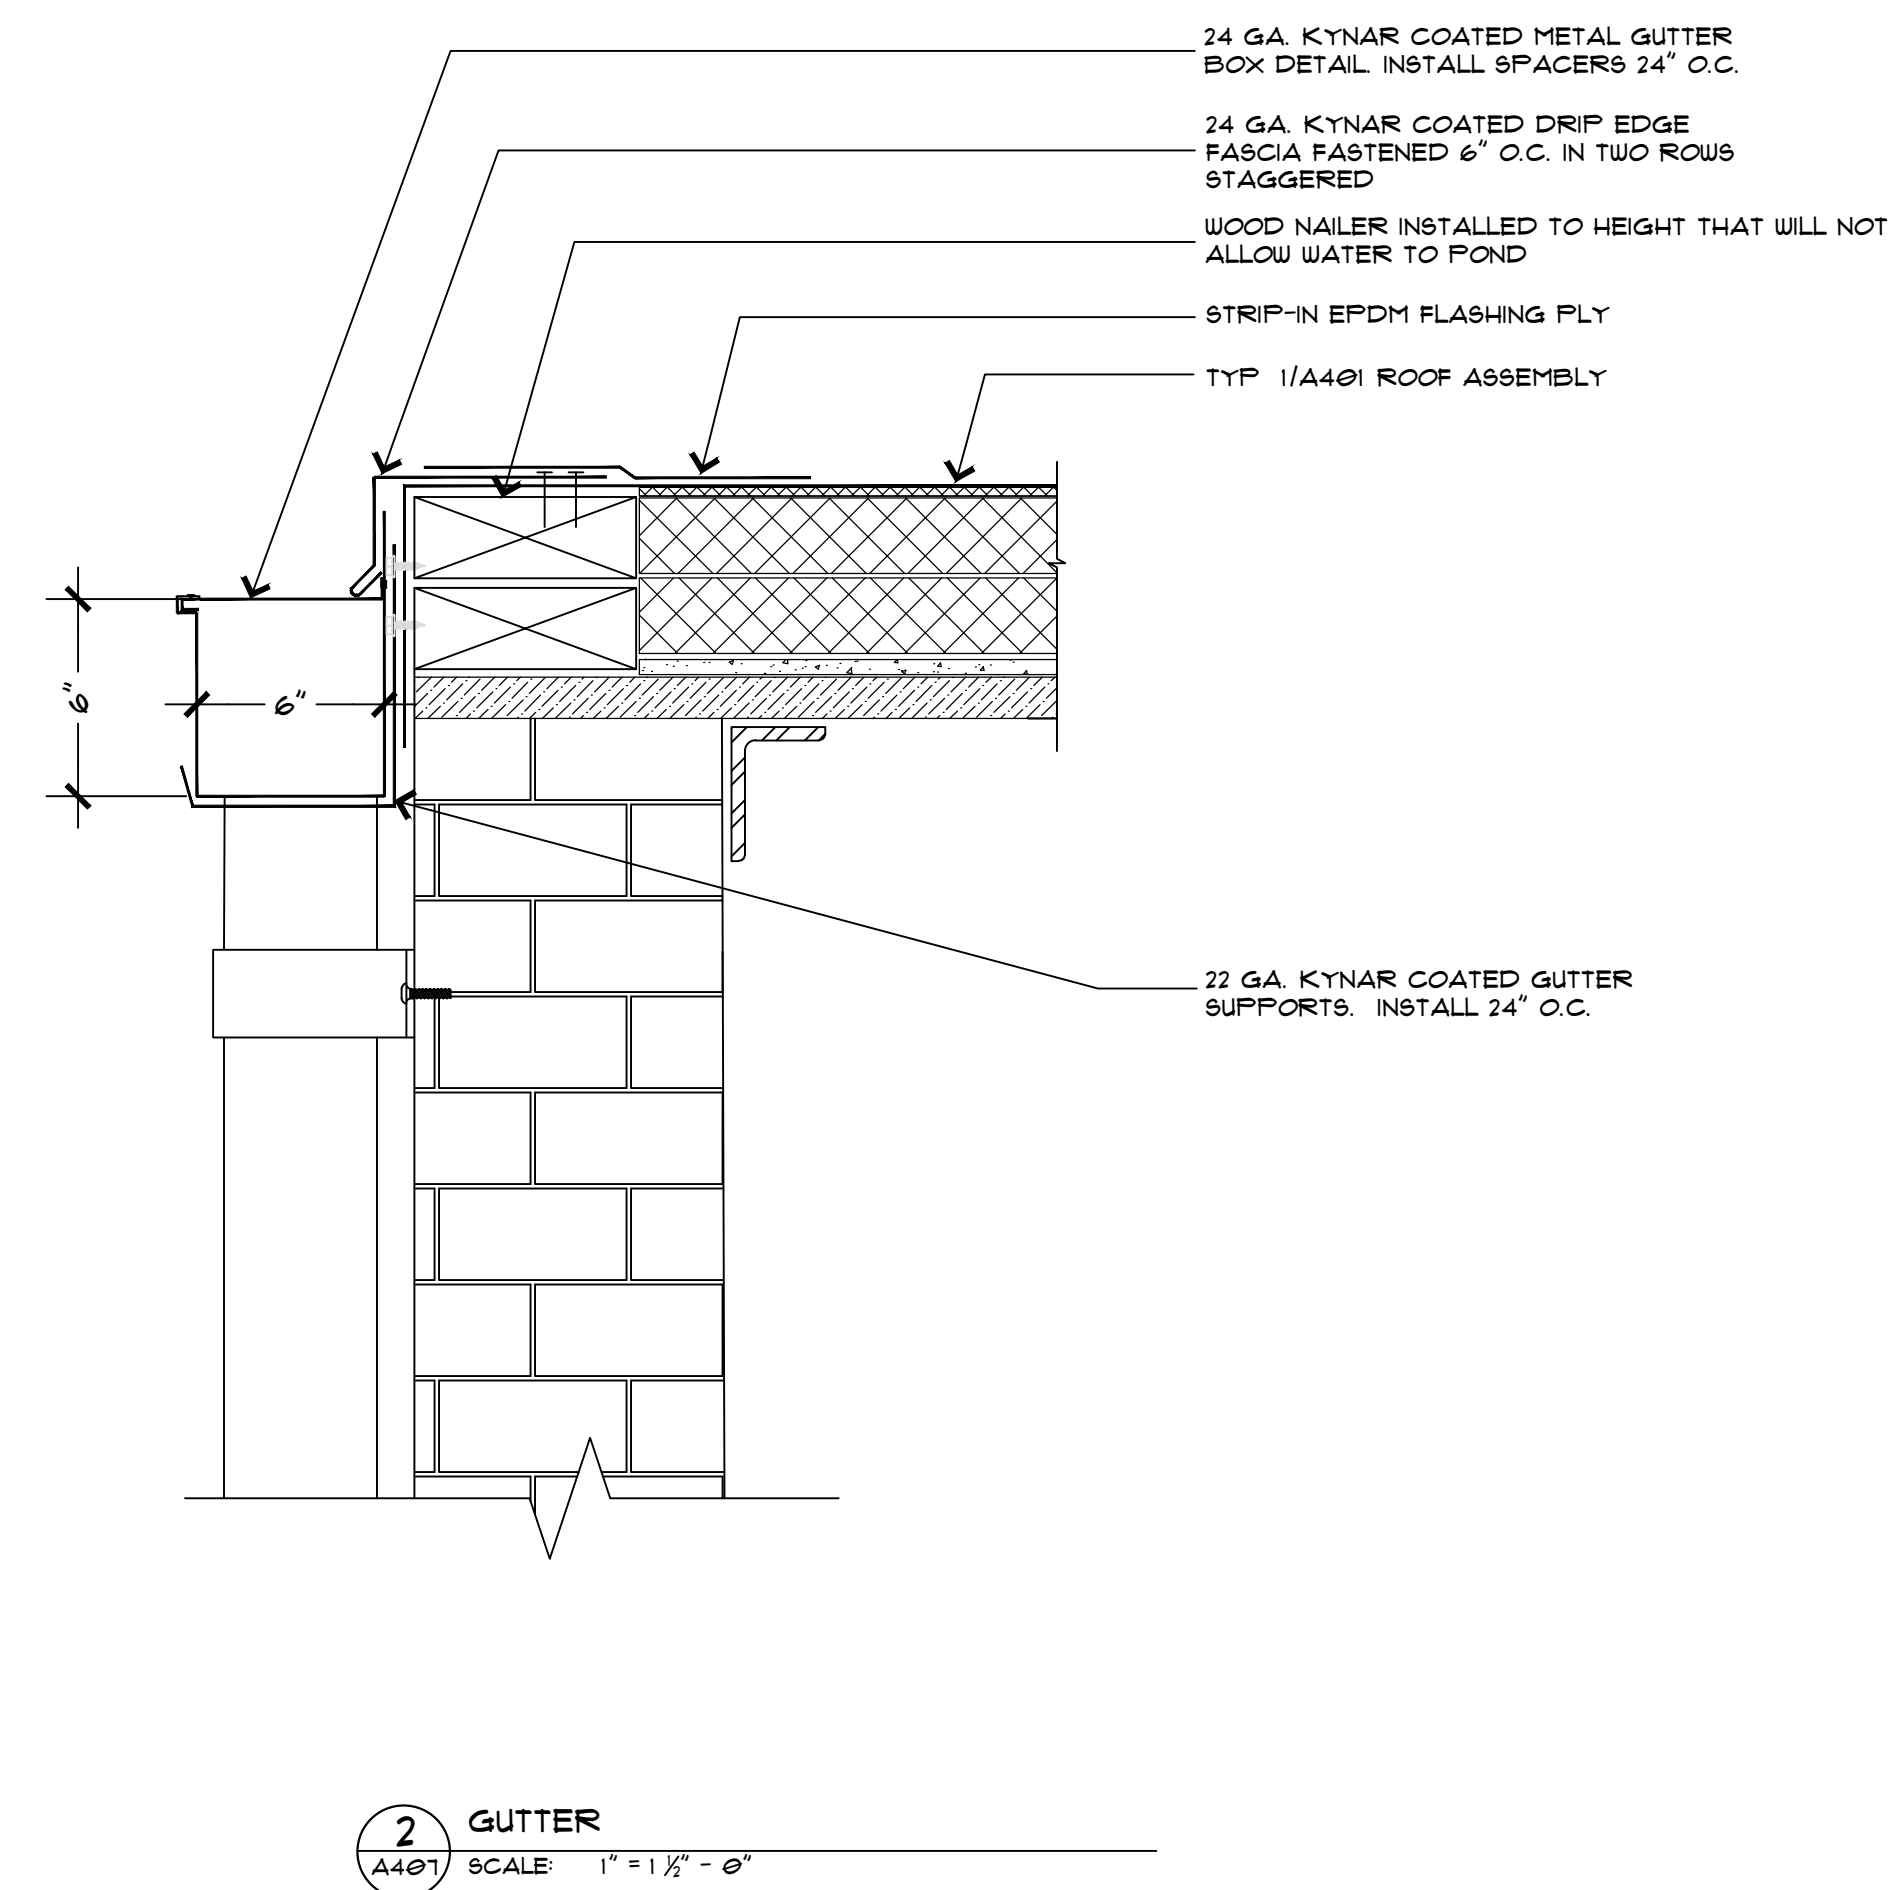 24 GA. KYNAR COATED METAL GUTTER
BOX DETAIL. INSTALL SPACERS 24" O.C.
24 GA. KYNAR COATED DRIP EDGE
FASCIA FASTENED 6" O.C. IN TWO ROWS
STAGGERED
WOOD NAILER INSTALLED TO HEIGHT THAT WILL NOT
ALLOW WATER TO POND
STRIP-IN EPDM FLASHING PLY
TYP 1/A401 ROOF ASSEMBLY
6"
6"
22 GA. KYNAR COATED GUTTER
SUPPORTS. INSTALL 24" O.C.
2
A407
GUTTER
SCALE: 1" = 1 ½" - 0"